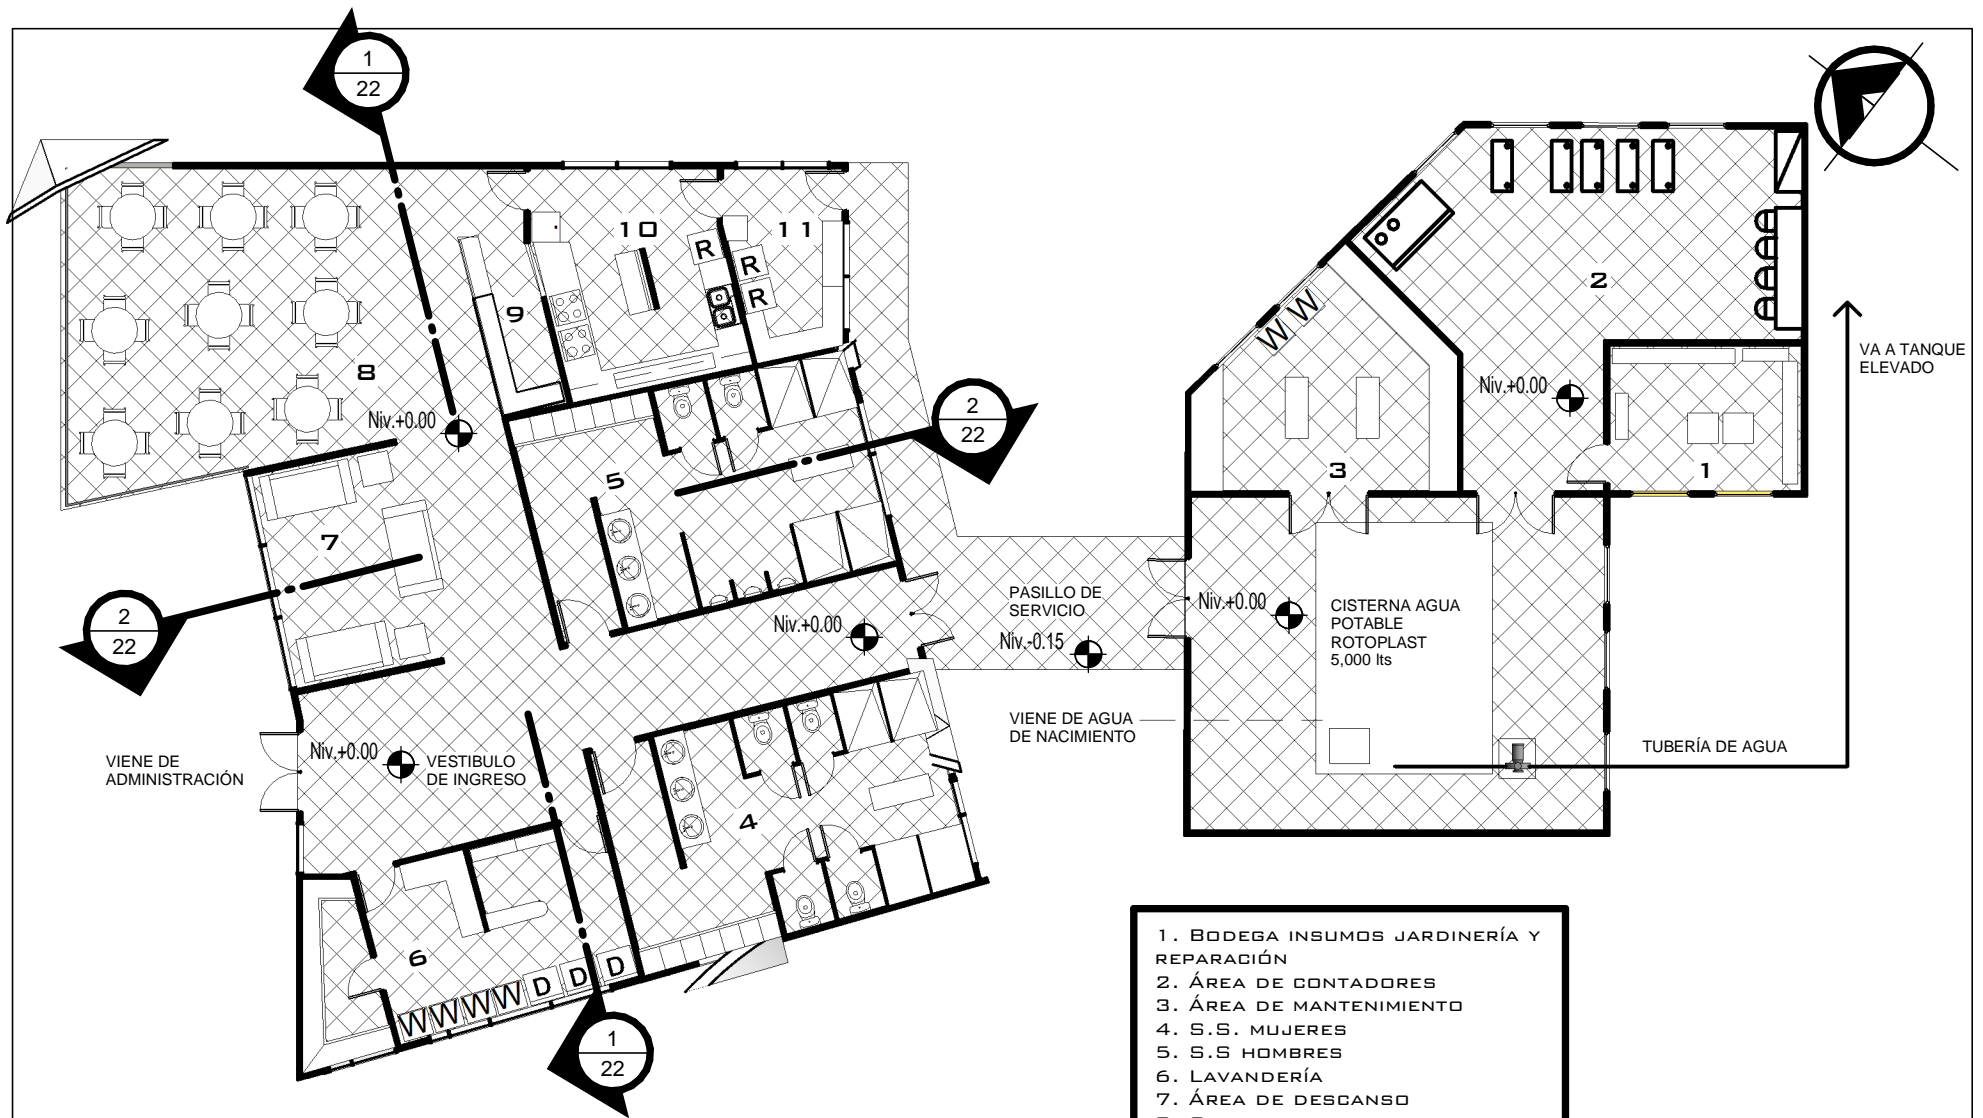 1
22
8
10
11
9
R
R
R
Niv.+0.00
2
22
5
7
2
22
Niv.+0.00
VIENE DE
ADMINISTRACIÓN
Niv.+0.00
VESTIBULO
DE INGRESO
4
6
W W W W D D D
1
22
PASILLO DE
SERVICIO
Niv.-0.15
VIENE DE AGUA
DE NACIMIENTO
2
W W
3
Niv.+0.00
1
VA A TANQUE
ELEVADO
Niv.+0.00
CISTERNA AGUA
POTABLE
ROTOPLAST
5,000 lts
TUBERÍA DE AGUA
1. BODEGA INSUMOS JARDINERÍA Y
REPARACIÓN
2. ÁREA DE CONTADORES
3. ÁREA DE MANTENIMIENTO
4. S.S. MUJERES
5. S.S HOMBRES
6. LAVANDERÍA
7. ÁREA DE DESCANSO